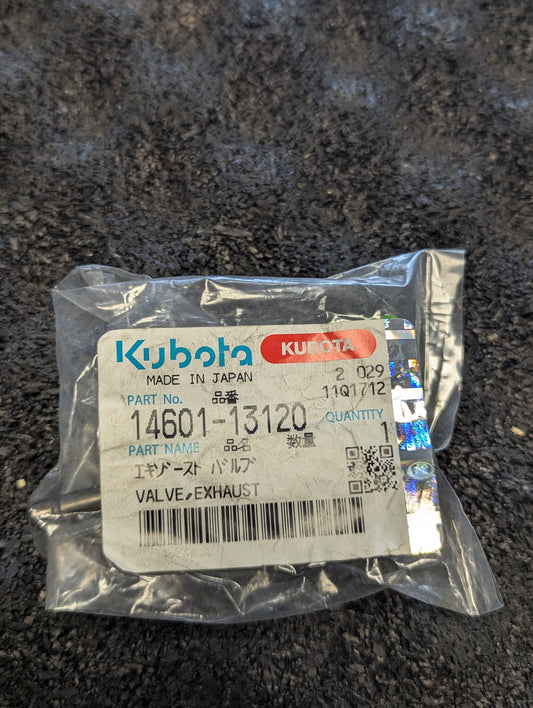 Kubota KUBOTA
MADE IN JAPAN 2 029
PART No. 品番 11Q1712
14601-13120 QUANTITY
PART NAME 品名 数量 1
エキゾースト バルブ
VALVE,EXHAUST